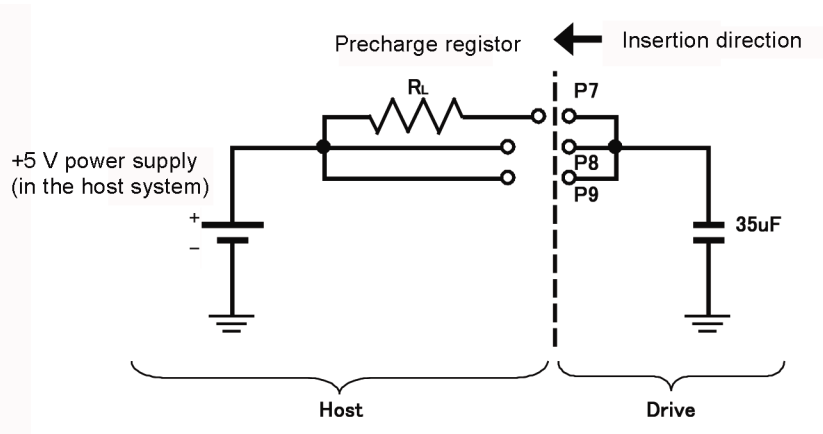 Precharge registor
Insertion direction
RL
P7
+5 V power supply
(in the host system)
P8
P9
+
−
35uF
Host
Drive